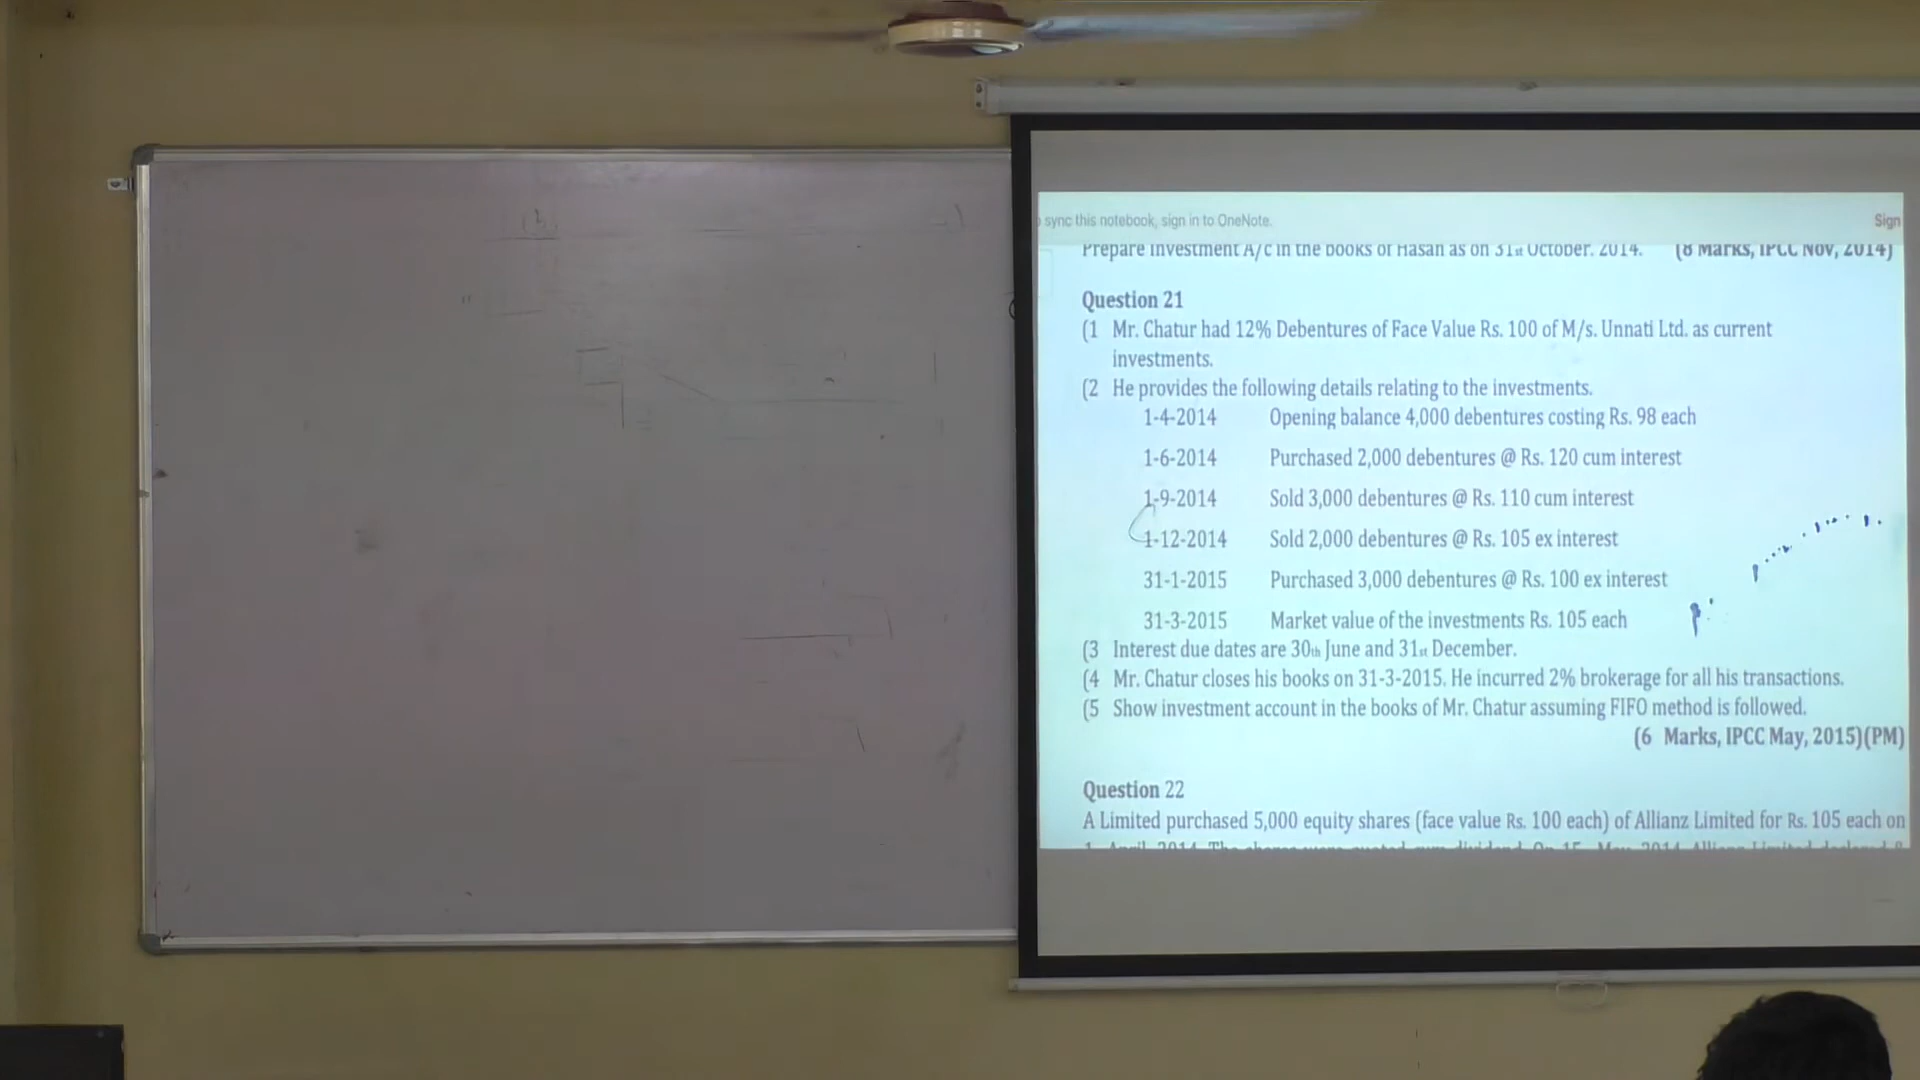 sync this notebook, sign in to OneNote. Sign
Prepare Investment A/c in the books of Hasan as on 31st October. 2014. (8 Marks, IPCC Nov, 2014)
Question 21
(1 Mr. Chatur had 12% Debentures of Face Value Rs. 100 of M/s. Unnati Ltd. as current
investments.
(2 He provides the following details relating to the investments.
1-4-2014 Opening balance 4,000 debentures costing Rs. 98 each
1-6-2014 Purchased 2,000 debentures @ Rs. 120 cum interest
1-9-2014 Sold 3,000 debentures @ Rs. 110 cum interest
1-12-2014 Sold 2,000 debentures @ Rs. 105 ex interest
31-1-2015 Purchased 3,000 debentures @ Rs. 100 ex interest
31-3-2015 Market value of the investments Rs. 105 each
(3 Interest due dates are 30th June and 31st December.
(4 Mr. Chatur closes his books on 31-3-2015. He incurred 2% brokerage for all his transactions.
(5 Show investment account in the books of Mr. Chatur assuming FIFO method is followed.
(6 Marks, IPCC May, 2015)(PM)
Question 22
A Limited purchased 5,000 equity shares (face value Rs. 100 each) of Allianz Limited for Rs. 105 each on